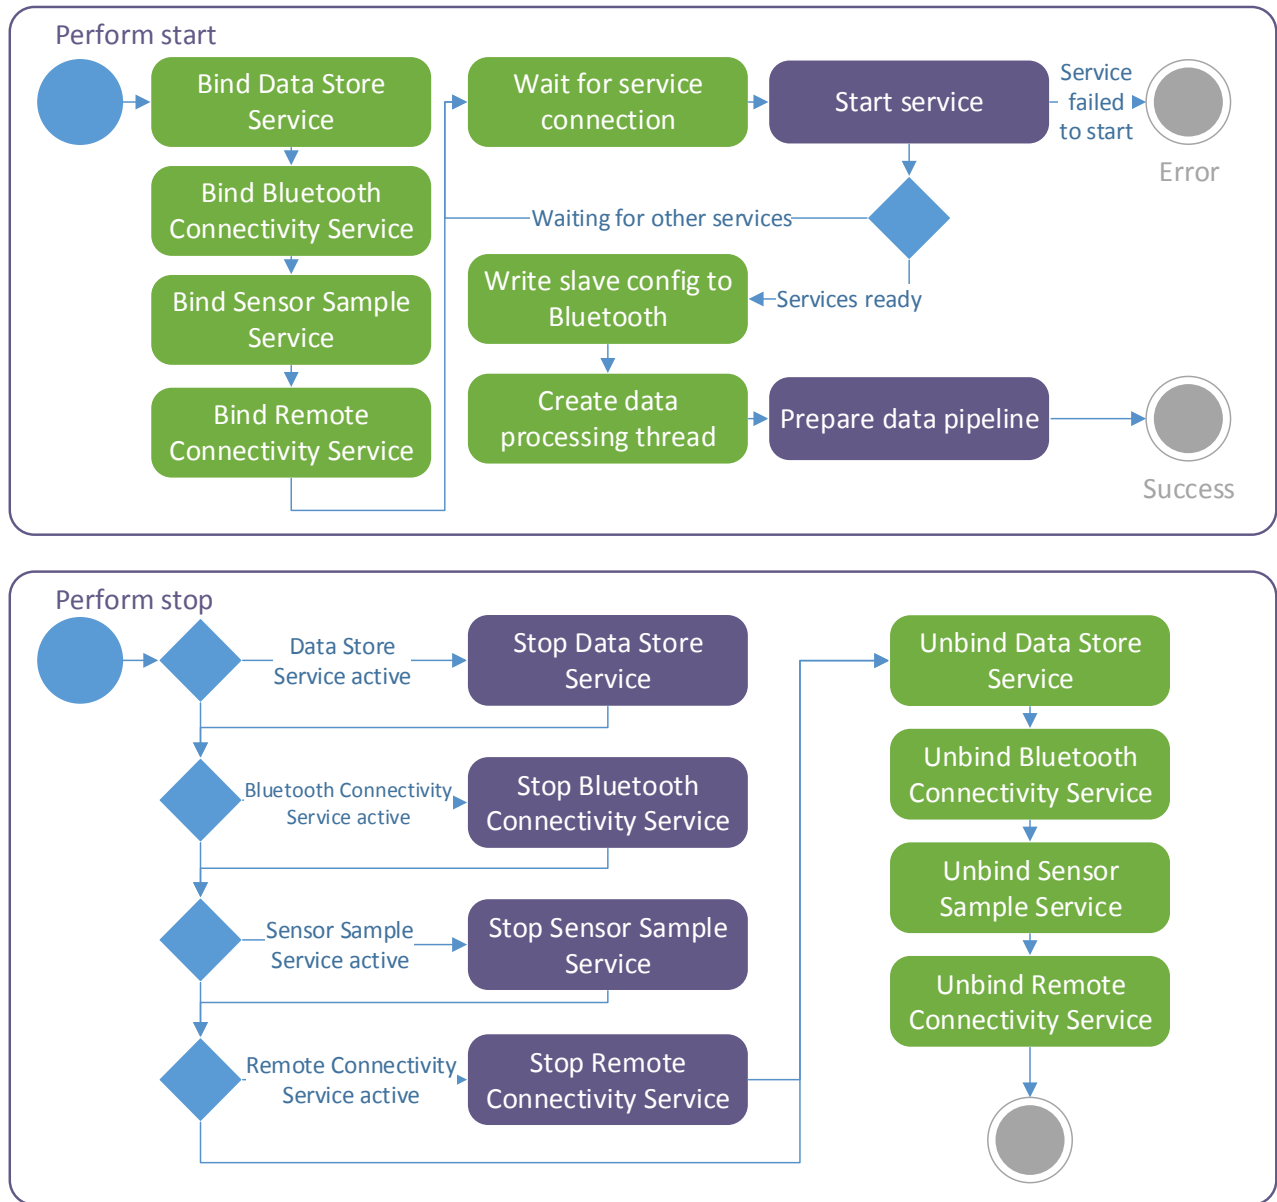 Perform start
Bind Data Store
Service
Bind Bluetooth
Connectivity Service
Bind Sensor Sample
Service
Bind Remote
Connectivity Service
Wait for service
connection
Start service
Service
failed
to start
Error
Waiting for other services
Services ready
Write slave config to
Bluetooth
Create data
processing thread
Prepare data pipeline
Success
Perform stop
Data Store
Service active
Stop Data Store
Service
Bluetooth Connectivity
Service active
Stop Bluetooth
Connectivity Service
Sensor Sample
Service active
Stop Sensor Sample
Service
Remote Connectivity
Service active
Stop Remote
Connectivity Service
Unbind Data Store
Service
Unbind Bluetooth
Connectivity Service
Unbind Sensor
Sample Service
Unbind Remote
Connectivity Service